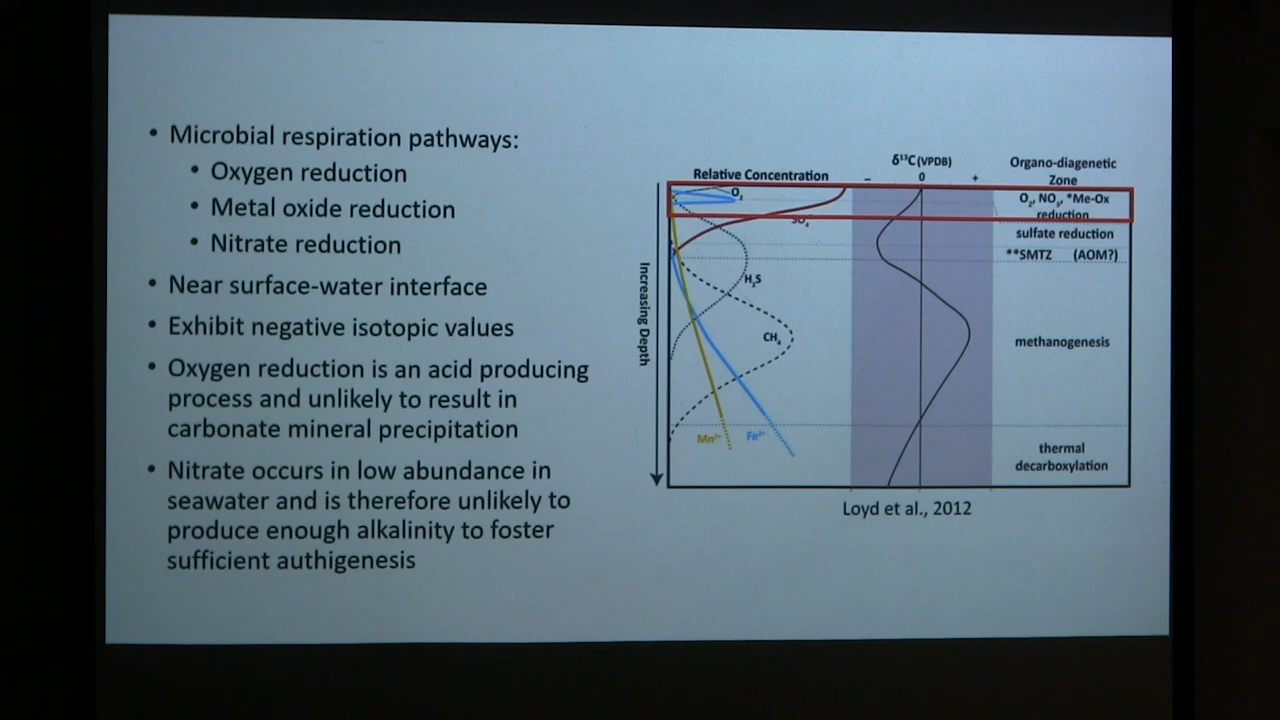 • Microbial respiration pathways:
• Oxygen reduction
• Metal oxide reduction
• Nitrate reduction
• Near surface-water interface
• Exhibit negative isotopic values
• Oxygen reduction is an acid producing
process and unlikely to result in
carbonate mineral precipitation
• Nitrate occurs in low abundance in
seawater and is therefore unlikely to
produce enough alkalinity to foster
sufficient authigenesis
Relative Concentration
δ¹³C (VPDB)
– 0 +
Organo-diagenetic
Zone
O₂
SO₄
H₂S
CH₄
Mn²⁺
Fe²⁺
Increasing Depth
O₂, NO₃, *Me-Ox
reduction
sulfate reduction
**SMTZ (AOM?)
methanogenesis
thermal
decarboxylation
Loyd et al., 2012